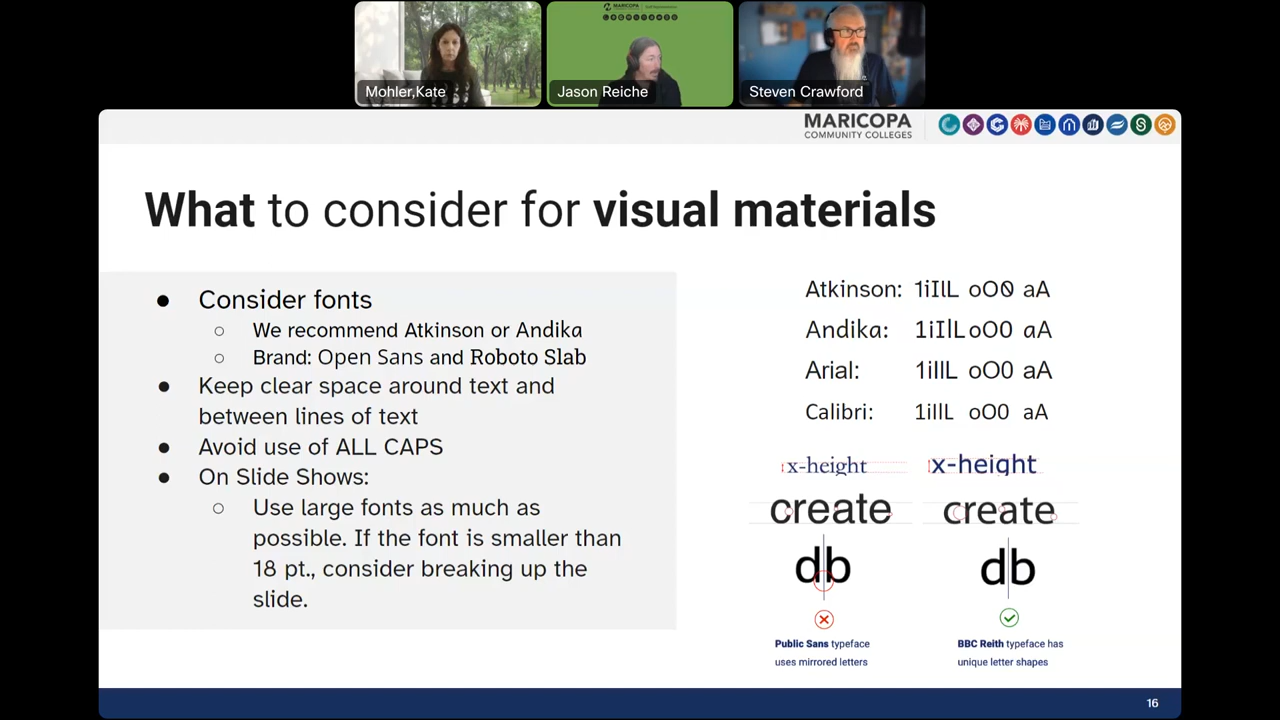 MARICOPA
Mohler,Kate
Jason Reiche
Steven Crawford
MARICOPA
COMMUNITY COLLEGES
What to consider for visual materials
● Consider fonts
○ We recommend Atkinson or Andika
○ Brand: Open Sans and Roboto Slab
● Keep clear space around text and
between lines of text
● Avoid use of ALL CAPS
● On Slide Shows:
○ Use large fonts as much as
possible. If the font is smaller than
18 pt., consider breaking up the
slide.
Atkinson: 1iIlL oO0 aA
Andika: 1iIlL oO0 aA
Arial: 1iIlL oO0 aA
Calibri: 1iIlL oO0 aA
x-height x-height
create create
db db
Public Sans typeface
uses mirrored letters
BBC Reith typeface has
unique letter shapes
16